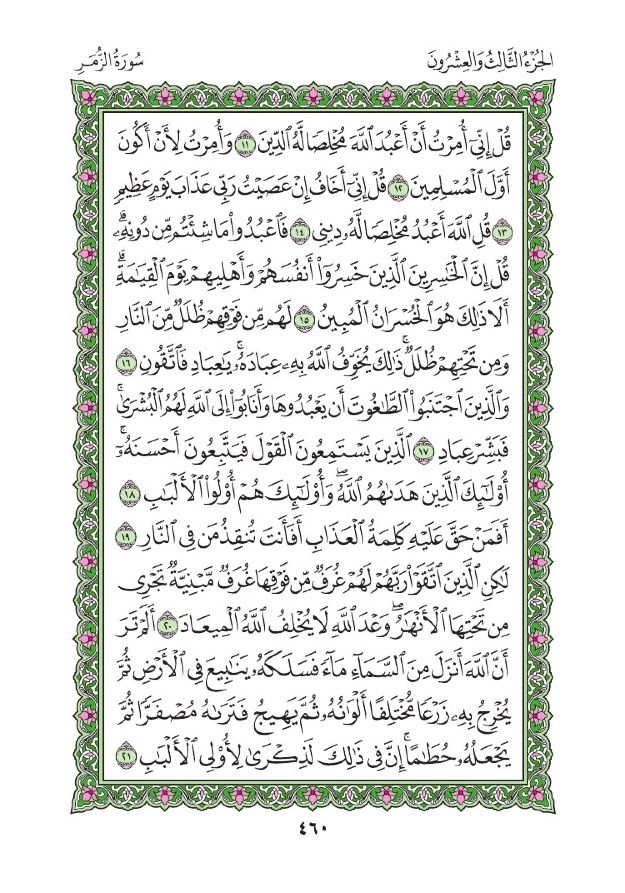 الجُزْءُ الثَّالِثُ وَالعِشْرُونَ
سُورَةُ الزُّمَرِ
قُلۡ إِنِّيٓ أُمِرۡتُ أَنۡ أَعۡبُدَ ٱللَّهَ مُخۡلِصٗا لَّهُ ٱلدِّينَ ١١ وَأُمِرۡتُ لِأَنۡ أَكُونَ
أَوَّلَ ٱلۡمُسۡلِمِينَ ١٢ قُلۡ إِنِّيٓ أَخَافُ إِنۡ عَصَيۡتُ رَبِّي عَذَابَ يَوۡمٍ عَظِيمٖ
١٣ قُلِ ٱللَّهَ أَعۡبُدُ مُخۡلِصٗا لَّهُۥ دِينِي ١٤ فَٱعۡبُدُواْ مَا شِئۡتُم مِّن دُونِهِۦۗ
قُلۡ إِنَّ ٱلۡخَٰسِرِينَ ٱلَّذِينَ خَسِرُوٓاْ أَنفُسَهُمۡ وَأَهۡلِيهِمۡ يَوۡمَ ٱلۡقِيَٰمَةِۗ
أَلَا ذَٰلِكَ هُوَ ٱلۡخُسۡرَانُ ٱلۡمُبِينُ ١٥ لَهُم مِّن فَوۡقِهِمۡ ظُلَلٞ مِّنَ ٱلنَّارِ
وَمِن تَحۡتِهِمۡ ظُلَلٞۚ ذَٰلِكَ يُخَوِّفُ ٱللَّهُ بِهِۦ عِبَادَهُۥۚ يَٰعِبَادِ فَٱتَّقُونِ ١٦
وَٱلَّذِينَ ٱجۡتَنَبُواْ ٱلطَّٰغُوتَ أَن يَعۡبُدُوهَا وَأَنَابُوٓاْ إِلَى ٱللَّهِ لَهُمُ ٱلۡبُشۡرَىٰۚ
فَبَشِّرۡ عِبَادِ ١٧ ٱلَّذِينَ يَسۡتَمِعُونَ ٱلۡقَوۡلَ فَيَتَّبِعُونَ أَحۡسَنَهُۥٓۚ
أُوْلَٰٓئِكَ ٱلَّذِينَ هَدَىٰهُمُ ٱللَّهُۖ وَأُوْلَٰٓئِكَ هُمۡ أُوْلُواْ ٱلۡأَلۡبَٰبِ ١٨
أَفَمَنۡ حَقَّ عَلَيۡهِ كَلِمَةُ ٱلۡعَذَابِ أَفَأَنتَ تُنقِذُ مَن فِي ٱلنَّارِ ١٩
لَٰكِنِ ٱلَّذِينَ ٱتَّقَوۡاْ رَبَّهُمۡ لَهُمۡ غُرَفٞ مِّن فَوۡقِهَا غُرَفٞ مَّبۡنِيَّةٞ تَجۡرِي
مِن تَحۡتِهَا ٱلۡأَنۡهَٰرُۖ وَعۡدَ ٱللَّهِ لَا يُخۡلِفُ ٱللَّهُ ٱلۡمِيعَادَ ٢٠ أَلَمۡ تَرَ
أَنَّ ٱللَّهَ أَنزَلَ مِنَ ٱلسَّمَآءِ مَآءٗ فَسَلَكَهُۥ يَنَٰبِيعَ فِي ٱلۡأَرۡضِ ثُمَّ
يُخۡرِجُ بِهِۦ زَرۡعٗا مُّخۡتَلِفًا أَلۡوَٰنُهُۥ ثُمَّ يَهِيجُ فَتَرَىٰهُ مُصۡفَرّٗا ثُمَّ
يَجۡعَلُهُۥ حُطَٰمًاۚ إِنَّ فِي ذَٰلِكَ لَذِكۡرَىٰ لِأُوْلِي ٱلۡأَلۡبَٰبِ ٢١
٤٦٠